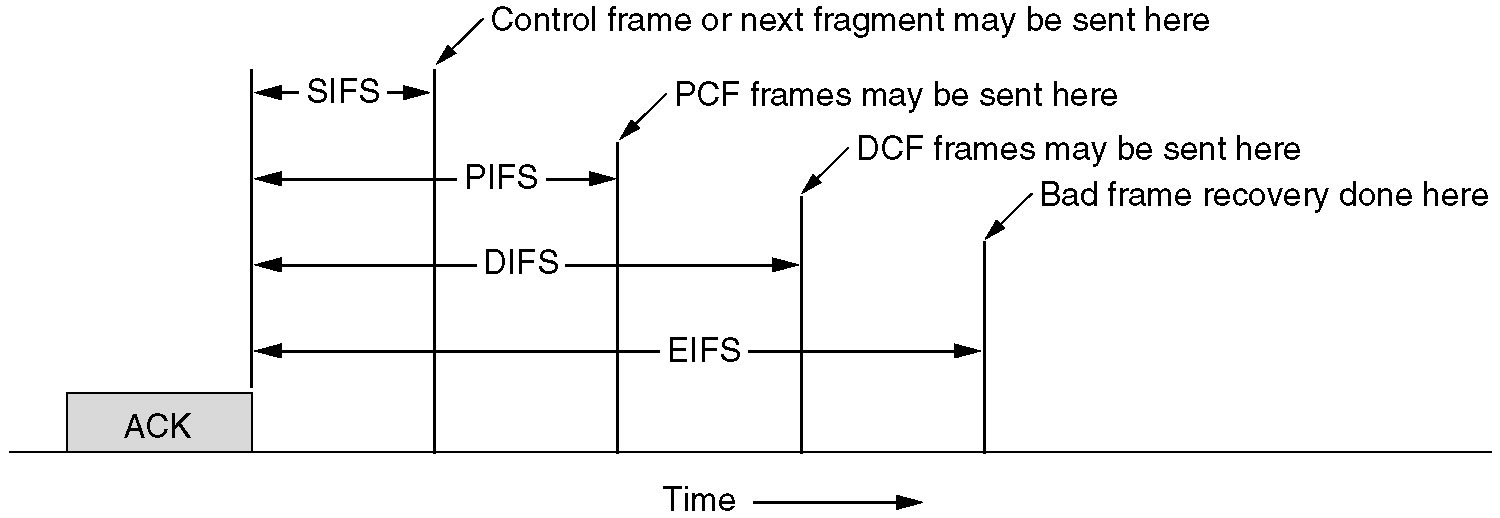 Control frame or next fragment may be sent here
SIFS
PCF frames may be sent here
DCF frames may be sent here
PIFS
Bad frame recovery done here
DIFS
EIFS
ACK
Time